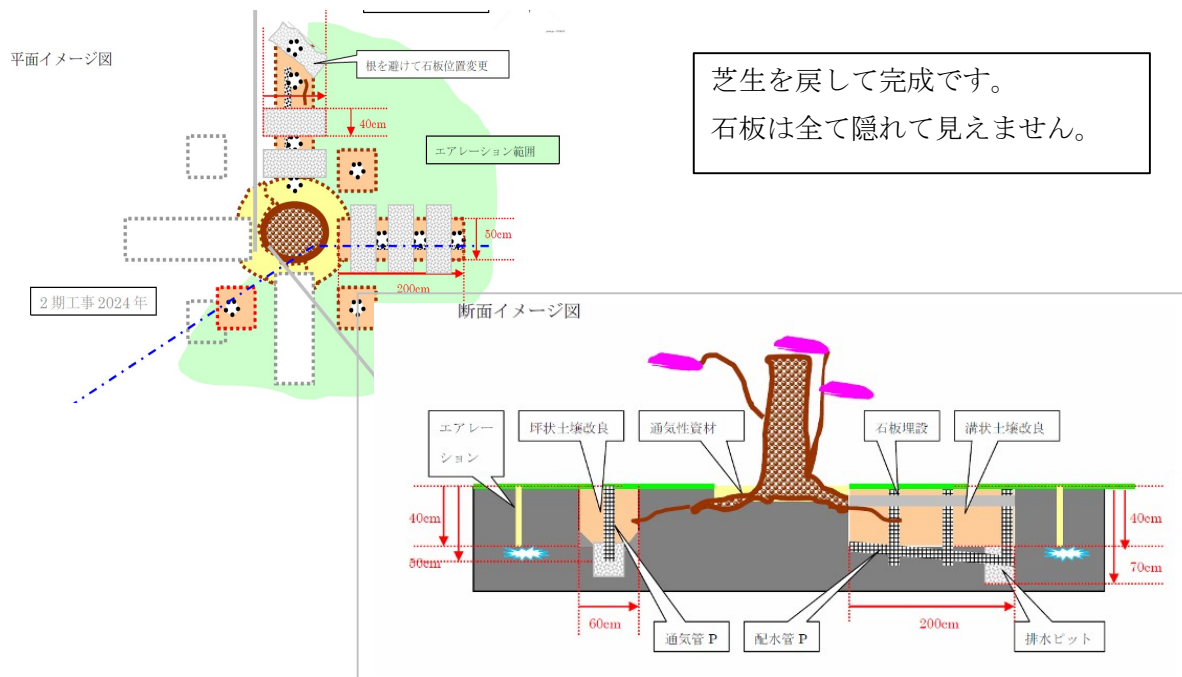 平面イメージ図
根を避けて石板位置変更
40cm
エアレーション範囲
50cm
200cm
2期工事2024年
芝生を戻して完成です。
石板は全て隠れて見えません。
断面イメージ図
エアレー
ション
坪状土壌改良
通気性資材
石板埋設
溝状土壌改良
40cm
50cm
40cm
70cm
60cm
200cm
通気管P
配水管P
排水ピット